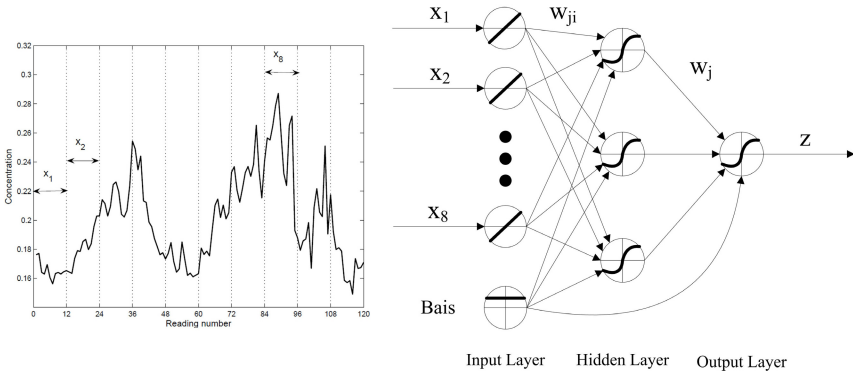 0.32
0.3
0.28
0.26
0.24
0.22
0.2
0.18
0.16
Concentration
x1
x2
x8
0 12 24 36 48 60 72 84 96 108 120
Reading number
x1
x2
x8
Bais
wji
wj
z
Input Layer Hidden Layer Output Layer